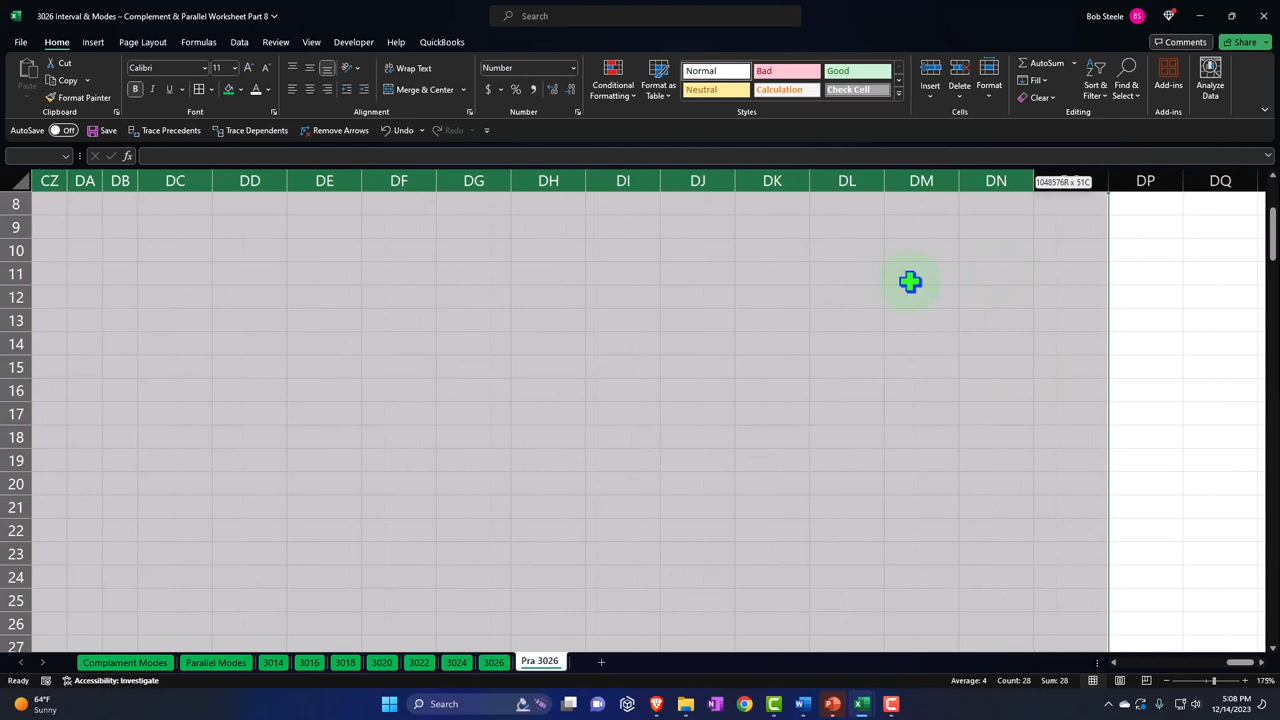 3026 Interval & Modes – Complement & Parallel Worksheet Part 8
Search
Bob Steele
BS
File Home Insert Page Layout Formulas Data Review View Developer Automate Help QuickBooks
Comments
Share
Cut
Copy
Paste
Format Painter
Clipboard
Calibri
11
B I U
Font
Wrap Text
Merge & Center
Alignment
Number
$ % 9
Number
Conditional Formatting
Format as Table
Normal Bad Good
Neutral Calculation Check Cell
Styles
Insert Delete Format
Cells
AutoSum
Fill
Clear
Sort & Filter
Find & Select
Editing
Add-ins
Add-ins
Analyze Data
AutoSave Off Save Trace Precedents Trace Dependents Remove Arrows Undo Redo
fx
CZ DA DB DC DD DE DF DG DH DI DJ DK DL DM DN 1048576R x 51C DP DQ
8
9
10
11
12
13
14
15
16
17
18
19
20
21
22
23
24
25
26
27
Complament Modes Parallel Modes 3014 3016 3018 3020 3022 3024 3026 Pra 3026
Ready Accessibility: Investigate Average: 4 Count: 28 Sum: 28 175%
64°F
Sunny
Search
5:08 PM
12/14/2023